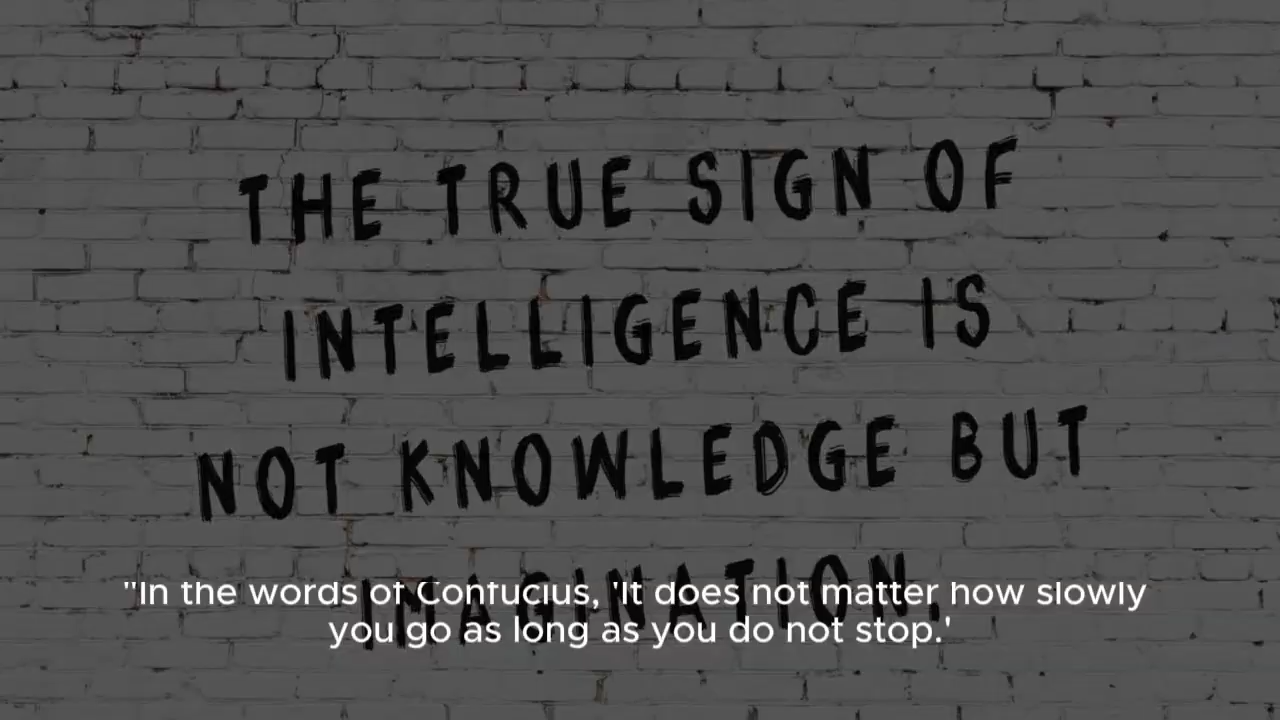 THE TRUE SIGN OF
INTELLIGENCE IS
NOT KNOWLEDGE BUT
IMAGINATION.
"In the words of Confucius, 'It does not matter how slowly
you go as long as you do not stop.'